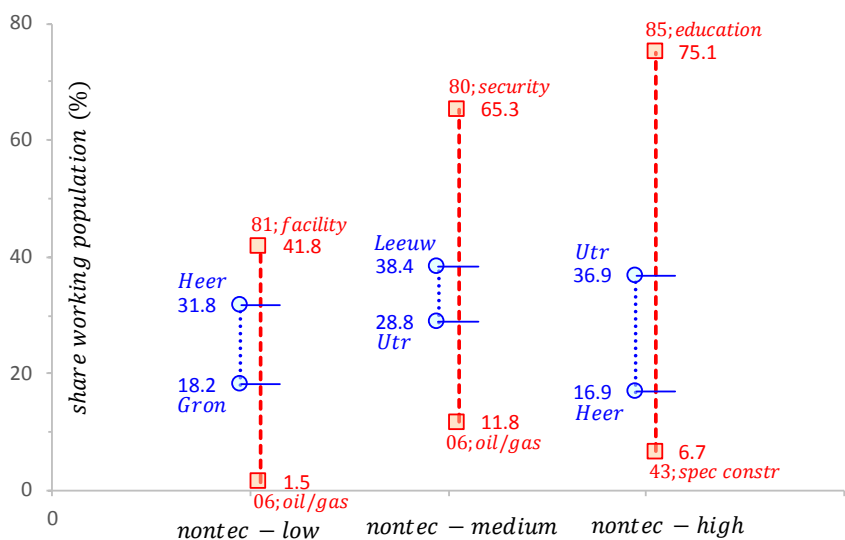 80
60
40
20
0
0
share working population (%)
81; facility
41.8
Heer
31.8
18.2
Gron
1.5
06; oil/gas
nontec – low
80; security
65.3
Leeuw
38.4
28.8
Utr
11.8
06; oil/gas
nontec – medium
85; education
75.1
Utr
36.9
16.9
Heer
6.7
43; spec constr
nontec – high